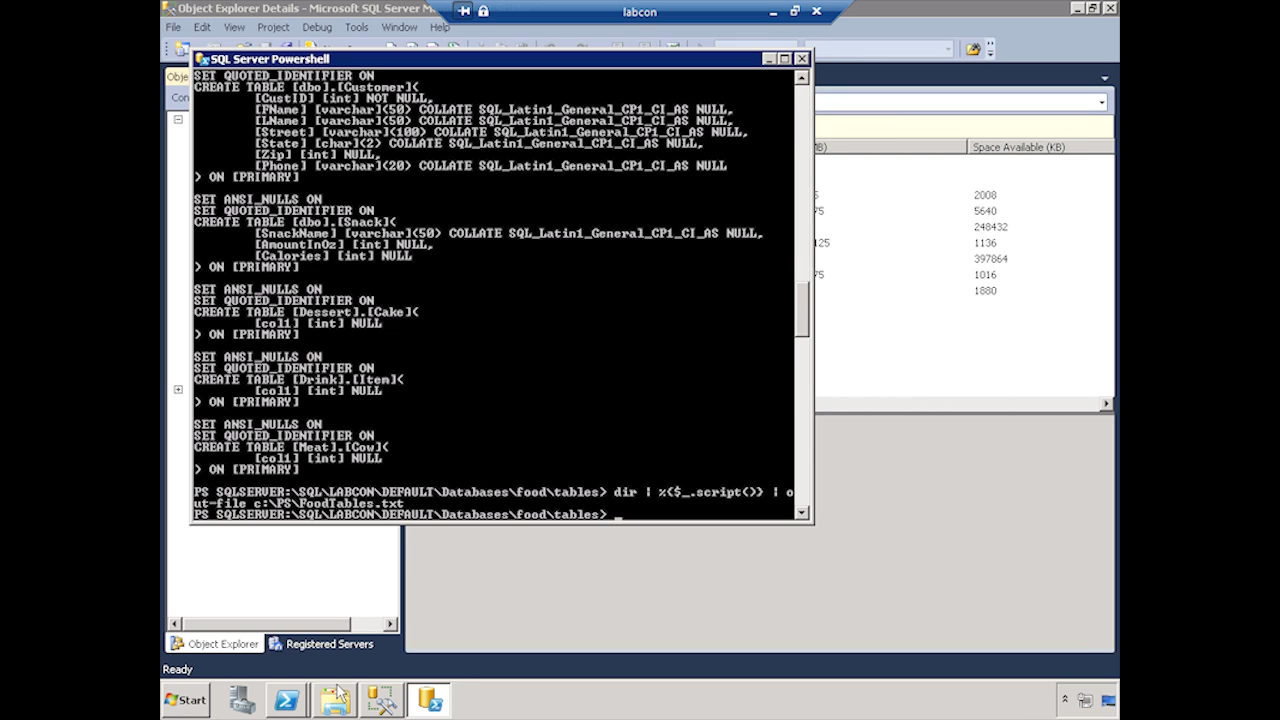 Object Explorer Details - Microsoft SQL Server M
labcon
File Edit View Project Debug Tools Window Help
SQL Server Powershell
Obje
Con
SET QUOTED_IDENTIFIER ON
CREATE TABLE [dbo].[Customer](
[CustID] [int] NOT NULL,
[FName] [varchar](50) COLLATE SQL_Latin1_General_CP1_CI_AS NULL,
[LName] [varchar](50) COLLATE SQL_Latin1_General_CP1_CI_AS NULL,
[Street] [varchar](100) COLLATE SQL_Latin1_General_CP1_CI_AS NULL,
[State] [char](2) COLLATE SQL_Latin1_General_CP1_CI_AS NULL,
[Zip] [int] NULL,
[Phone] [varchar](20) COLLATE SQL_Latin1_General_CP1_CI_AS NULL
) ON [PRIMARY]
SET ANSI_NULLS ON
SET QUOTED_IDENTIFIER ON
CREATE TABLE [dbo].[Snack](
[SnackName] [varchar](50) COLLATE SQL_Latin1_General_CP1_CI_AS NULL,
[AmountInOz] [int] NULL,
[Calories] [int] NULL
) ON [PRIMARY]
SET ANSI_NULLS ON
SET QUOTED_IDENTIFIER ON
CREATE TABLE [Dessert].[Cake](
[col1] [int] NULL
) ON [PRIMARY]
SET ANSI_NULLS ON
SET QUOTED_IDENTIFIER ON
CREATE TABLE [Drink].[Item](
[col1] [int] NULL
) ON [PRIMARY]
SET ANSI_NULLS ON
SET QUOTED_IDENTIFIER ON
CREATE TABLE [Meat].[Cow](
[col1] [int] NULL
) ON [PRIMARY]
PS SQLSERVER:\SQL\LABCON\DEFAULT\Databases\food\tables> dir | %{$_.script()} | o
ut-file c:\PS\FoodTables.txt
PS SQLSERVER:\SQL\LABCON\DEFAULT\Databases\food\tables> _
MB) Space Available (KB)
5 2008
75 5640
248432
125 1136
397864
75 1016
1880
Object Explorer Registered Servers
Ready
Start